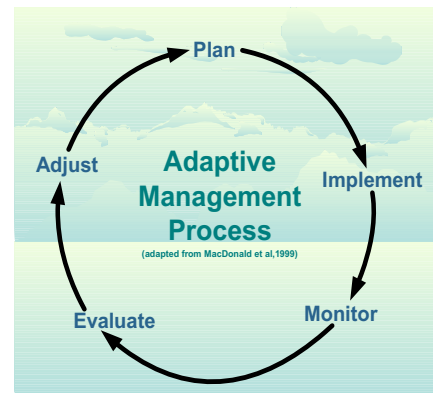 Plan
Adjust
Adaptive
Management
Process
(adapted from MacDonald et al,1999)
Implement
Evaluate
Monitor